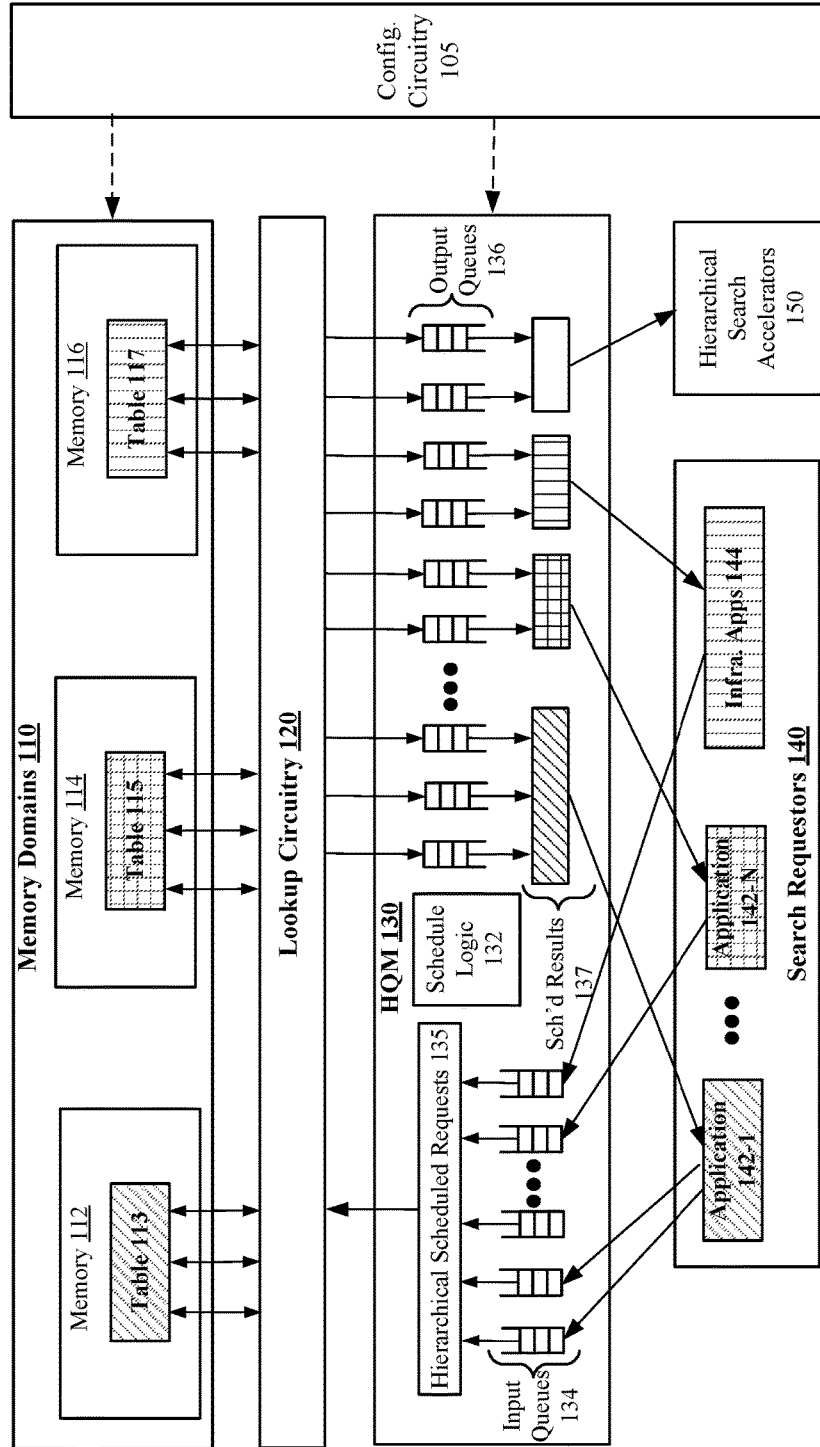 Config.
Circuitry
105
Memory Domains 110
Memory 112
Table 113
Memory 114
Table 115
Memory 116
Table 117
Lookup Circuitry 120
HQM 130
Hierarchical Scheduled Requests 135
Schedule
Logic
132
Output
Queues
136
Input
Queues
134
Sch'd Results
137
Application
142-1
Application
142-N
Infra. Apps 144
Search Requestors 140
Hierarchical
Search
Accelerators
150